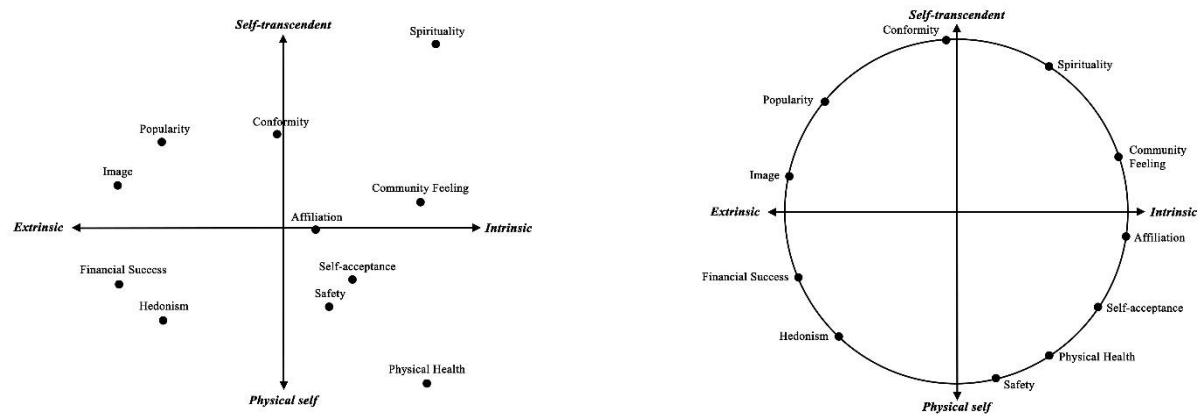 Self-transcendent
Spirituality
Conformity
Popularity
Image
Community Feeling
Affiliation
Extrinsic
Intrinsic
Financial Success
Self-acceptance
Hedonism
Safety
Physical Health
Physical self
Self-transcendent
Conformity
Spirituality
Popularity
Community
Feeling
Image
Extrinsic
Intrinsic
Affiliation
Financial Success
Self-acceptance
Hedonism
Physical Health
Safety
Physical self